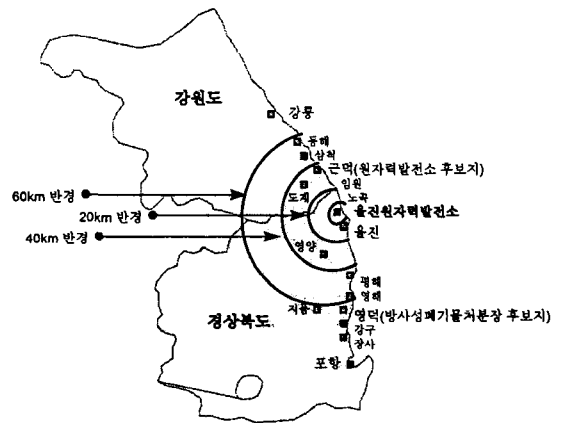 강원도
강릉
동해
삼척
근덕(원자력발전소 후보지)
임원
도계
노곡
60km 반경
20km 반경
울진원자력발전소
울진
40km 반경
영양
평해
영해
지품
영덕(방사성폐기물처분장 후보지)
경상북도
강구
장사
포항